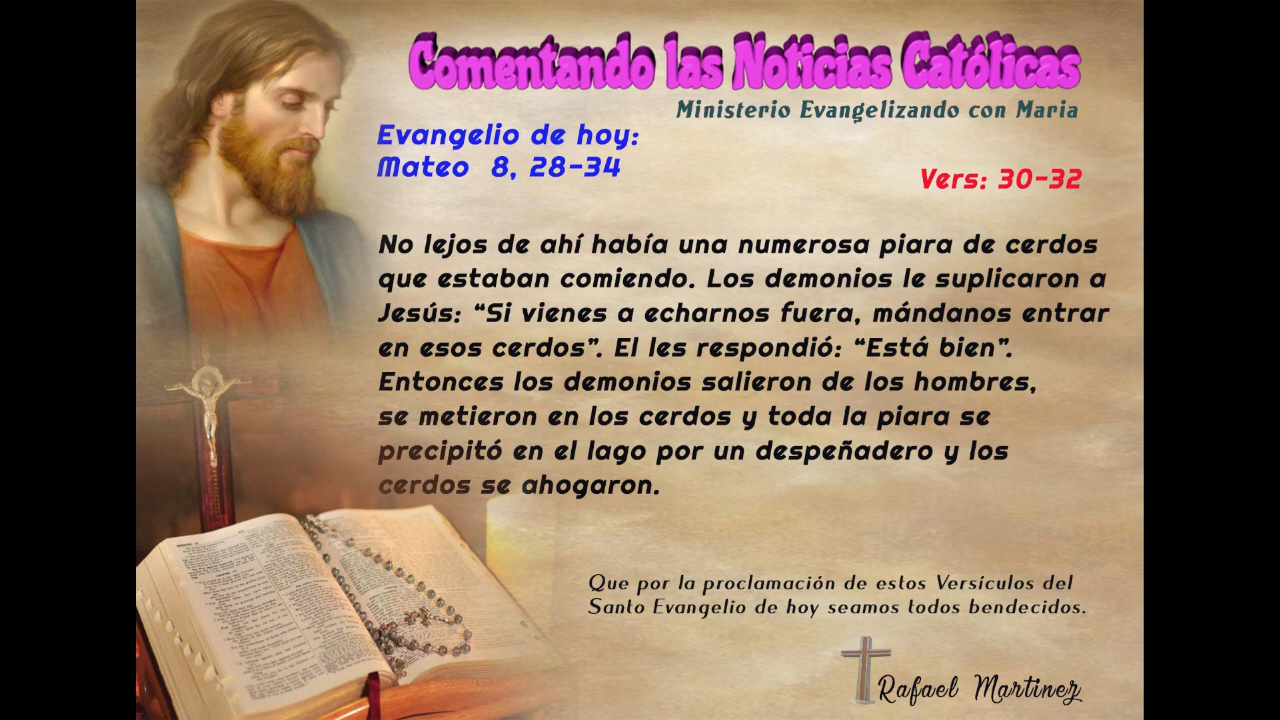 Comentando las Noticias Católicas
Ministerio Evangelizando con Maria
Evangelio de hoy:
Mateo 8, 28-34
Vers: 30-32
No lejos de ahí había una numerosa piara de cerdos
que estaban comiendo. Los demonios le suplicaron a
Jesús: “Si vienes a echarnos fuera, mándanos entrar
en esos cerdos”. El les respondió: “Está bien”.
Entonces los demonios salieron de los hombres,
se metieron en los cerdos y toda la piara se
precipitó en el lago por un despeñadero y los
cerdos se ahogaron.
Que por la proclamación de estos Versículos del
Santo Evangelio de hoy seamos todos bendecidos.
Rafael Martinez